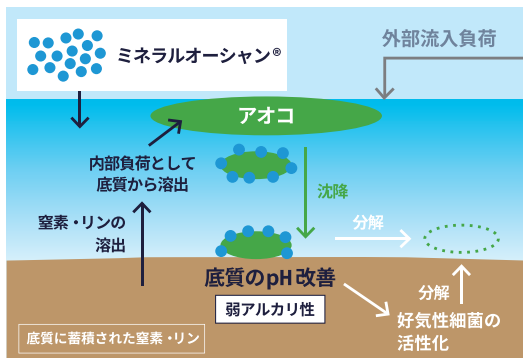 ミネラルオーシャン®
外部流入負荷
アオコ
内部負荷として
底質から溶出
沈降
窒素・リンの
溶出
分解
底質のpH改善
弱アルカリ性
分解
好気性細菌の
活性化
底質に蓄積された窒素・リン